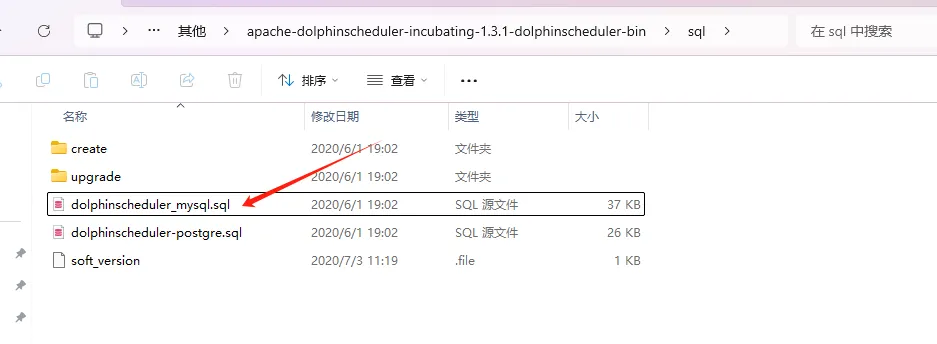 其他 apache-dolphinscheduler-incubating-1.3.1-dolphinscheduler-bin sql 在 sql 中搜索
排序 查看
名称 修改日期 类型 大小
create 2020/6/1 19:02 文件夹
upgrade 2020/6/1 19:02 文件夹
dolphinscheduler_mysql.sql 2020/6/1 19:02 SQL 源文件 37 KB
dolphinscheduler-postgre.sql 2020/6/1 19:02 SQL 源文件 26 KB
soft_version 2020/7/3 11:19 .file 1 KB